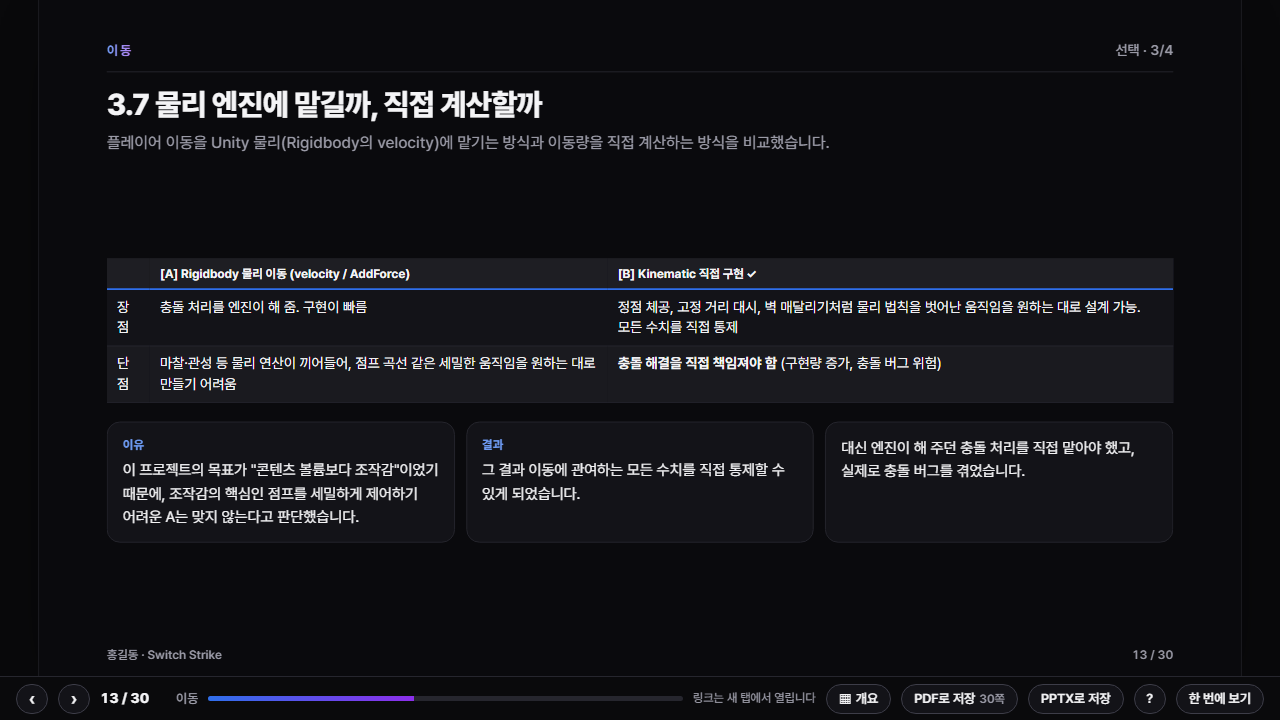 이동
선택 · 3/4
3.7 물리 엔진에 맡길까, 직접 계산할까
플레이어 이동을 Unity 물리(Rigidbody의 velocity)에 맡기는 방식과 이동량을 직접 계산하는 방식을 비교했습니다.
[A] Rigidbody 물리 이동 (velocity / AddForce)
[B] Kinematic 직접 구현 ✓
장
점
충돌 처리를 엔진이 해 줌. 구현이 빠름
정점 체공, 고정 거리 대시, 벽 매달리기처럼 물리 법칙을 벗어난 움직임을 원하는 대로 설계 가능.
모든 수치를 직접 통제
단
점
마찰·관성 등 물리 연산이 끼어들어, 점프 곡선 같은 세밀한 움직임을 원하는 대로
만들기 어려움
충돌 해결을 직접 책임져야 함 (구현량 증가, 충돌 버그 위험)
이유
이 프로젝트의 목표가 "콘텐츠 볼륨보다 조작감"이었기
때문에, 조작감의 핵심인 점프를 세밀하게 제어하기
어려운 A는 맞지 않는다고 판단했습니다.
결과
그 결과 이동에 관여하는 모든 수치를 직접 통제할 수
있게 되었습니다.
대신 엔진이 해 주던 충돌 처리를 직접 맡아야 했고,
실제로 충돌 버그를 겪었습니다.
홍길동 · Switch Strike
13 / 30
‹ › 13 / 30 이동 링크는 새 탭에서 열립니다 ▦ 개요 PDF로 저장 30쪽 PPTX로 저장 ? 한 번에 보기